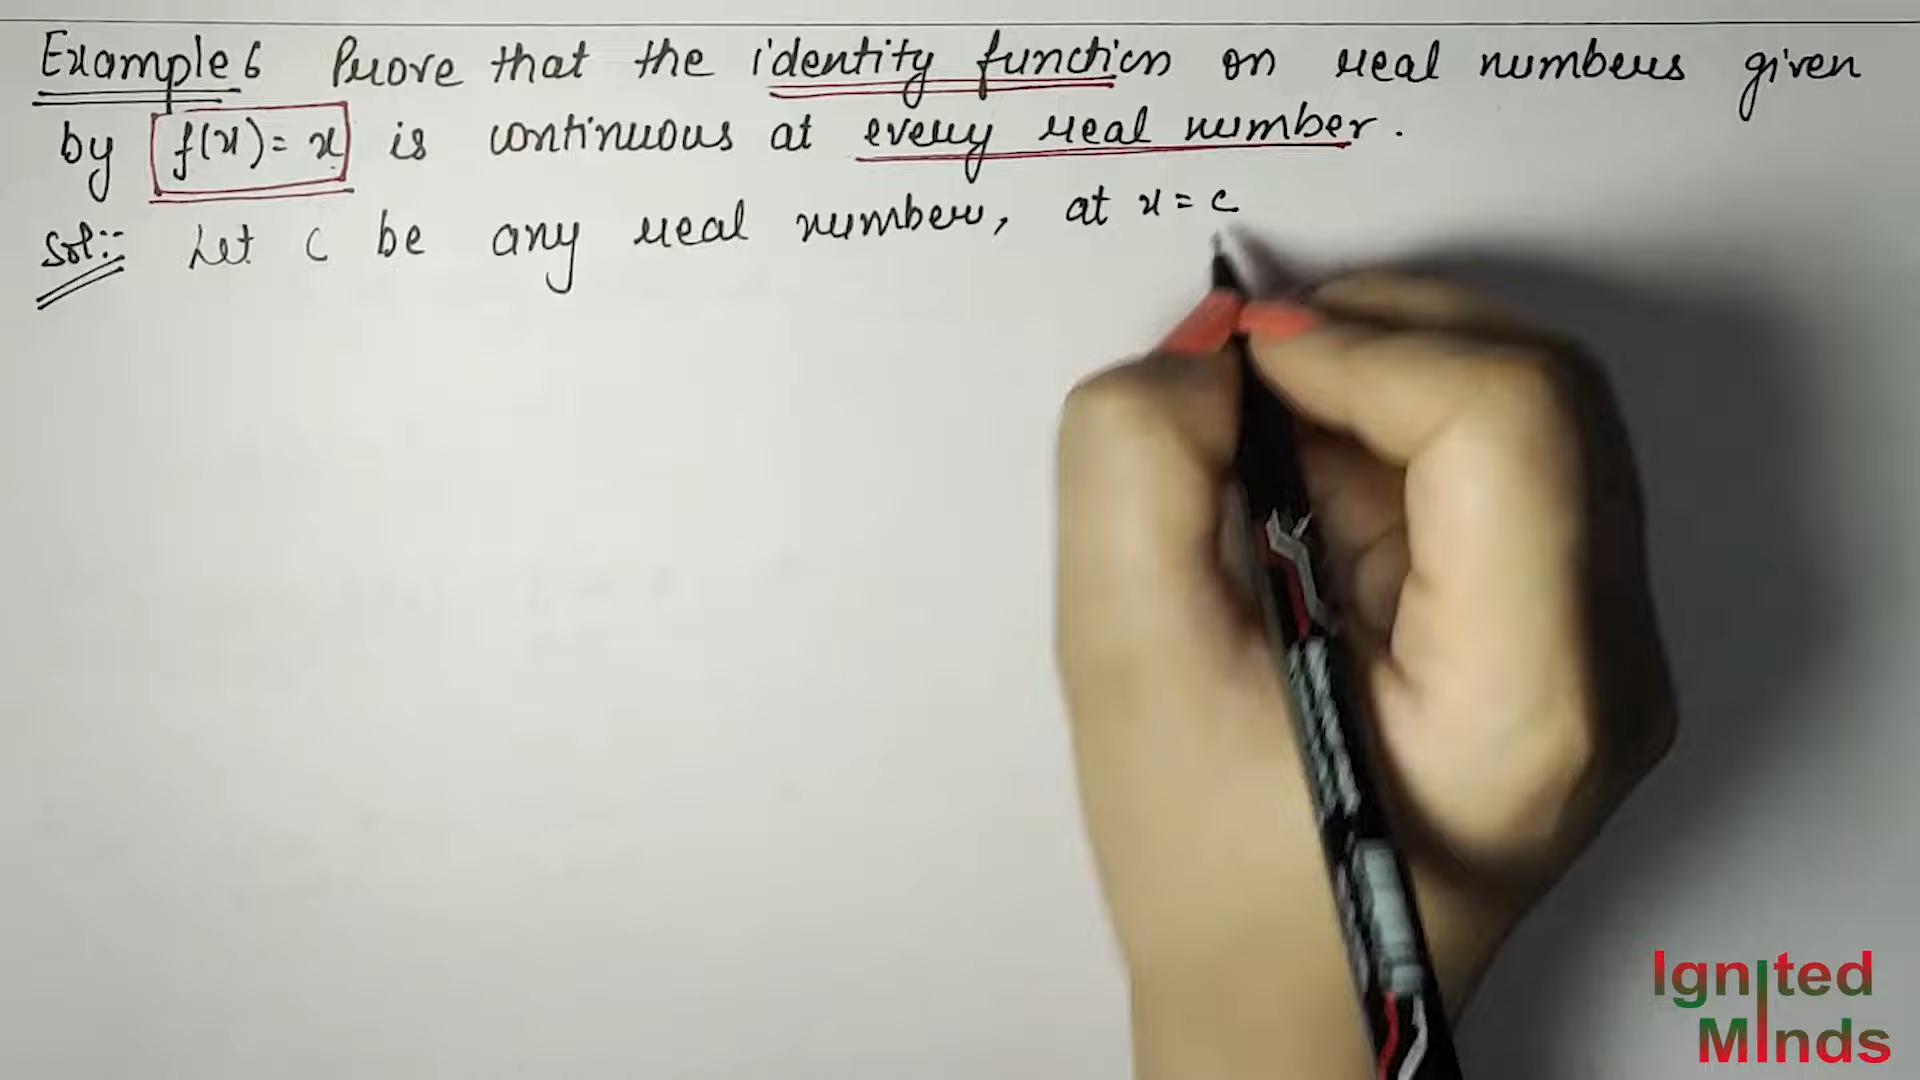 Example 6 Prove that the identity function on real numbers given
by f(x) = x is continuous at every real number.
Sol:- Let c be any real number, at x = c
Ignited
Minds